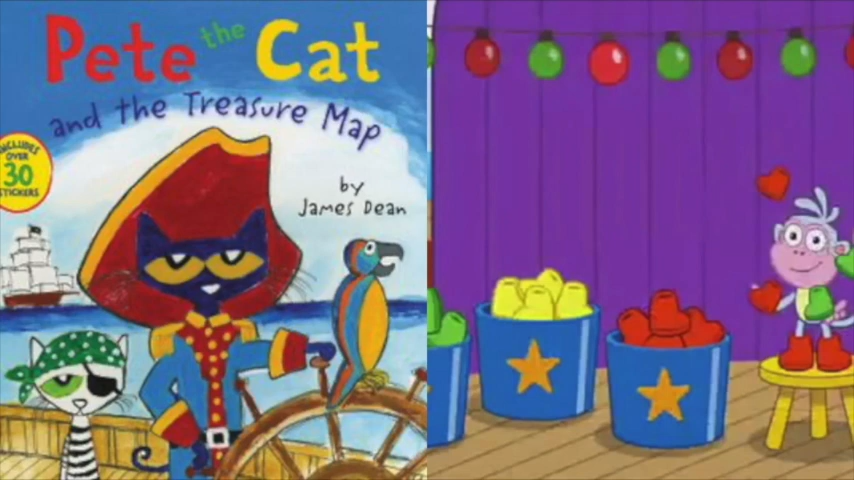 Pete the Cat
and the Treasure Map
INCLUDES
OVER
30
STICKERS
by
James Dean